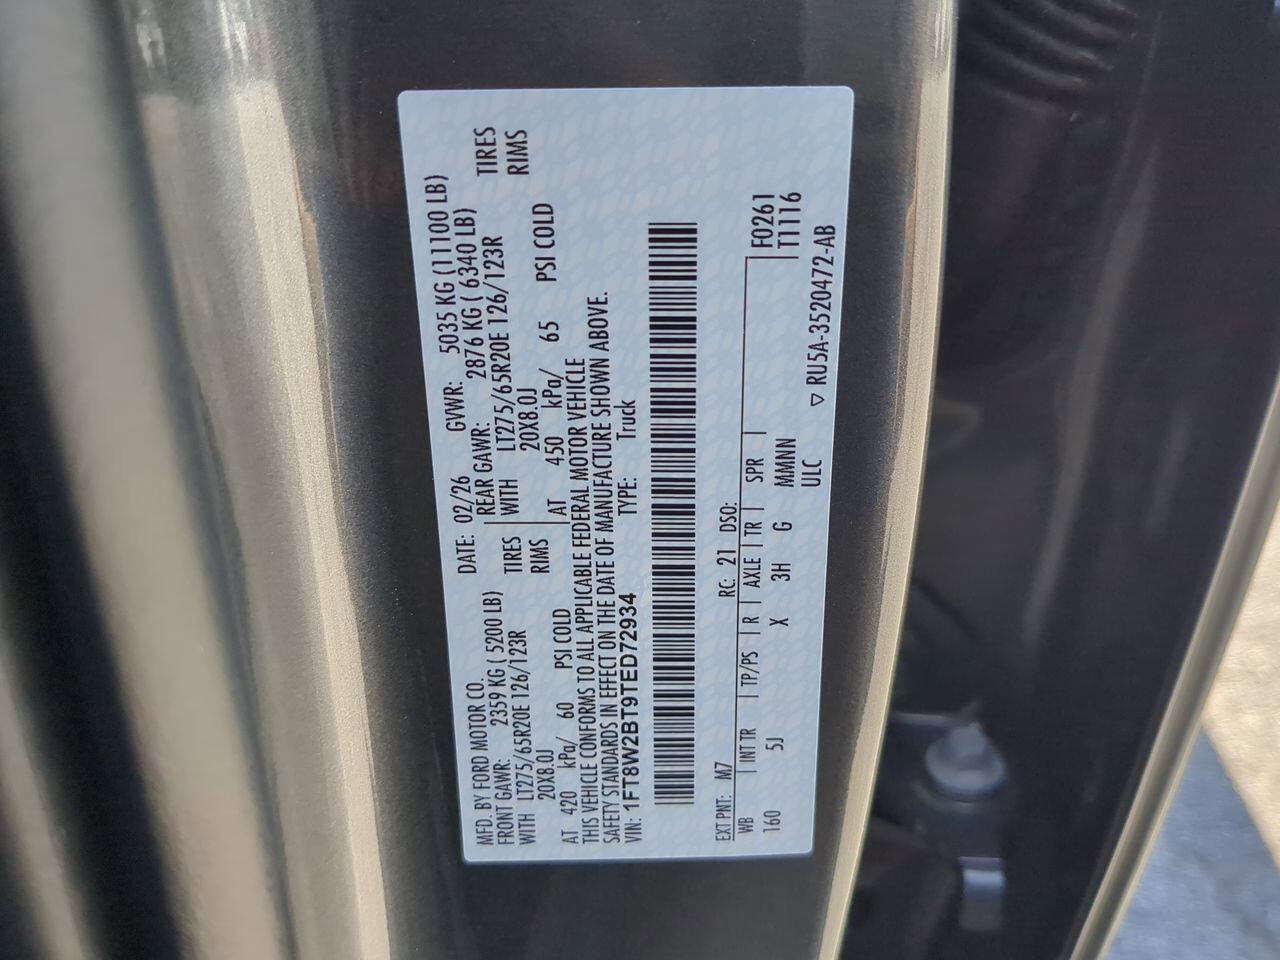 MFD. BY FORD MOTOR CO. DATE: 02/26 GVWR: 5035 KG (11100 LB)
FRONT GAWR: 2359 KG ( 5200 LB) REAR GAWR: 2876 KG ( 6340 LB)
WITH LT275/65R20E 126/123R TIRES WITH LT275/65R20E 126/123R TIRES
20X8.0J RIMS 20X8.0J RIMS
AT 420 kPa/ 60 PSI COLD AT 450 kPa/ 65 PSI COLD
THIS VEHICLE CONFORMS TO ALL APPLICABLE FEDERAL MOTOR VEHICLE
SAFETY STANDARDS IN EFFECT ON THE DATE OF MANUFACTURE SHOWN ABOVE.
VIN: 1FT8W2BT9TED72934 TYPE: Truck
EXT PNT: M7 RC: 21 DSO:
WB INT TR TP/PS R AXLE TR SPR F0261
160 5J X 3H G MMNN T1116
ULC
▽ RU5A-3520472-AB